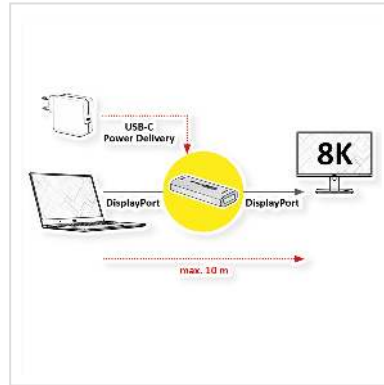 USB-C
Power Delivery
8K
DisplayPort
DisplayPort
max. 10 m